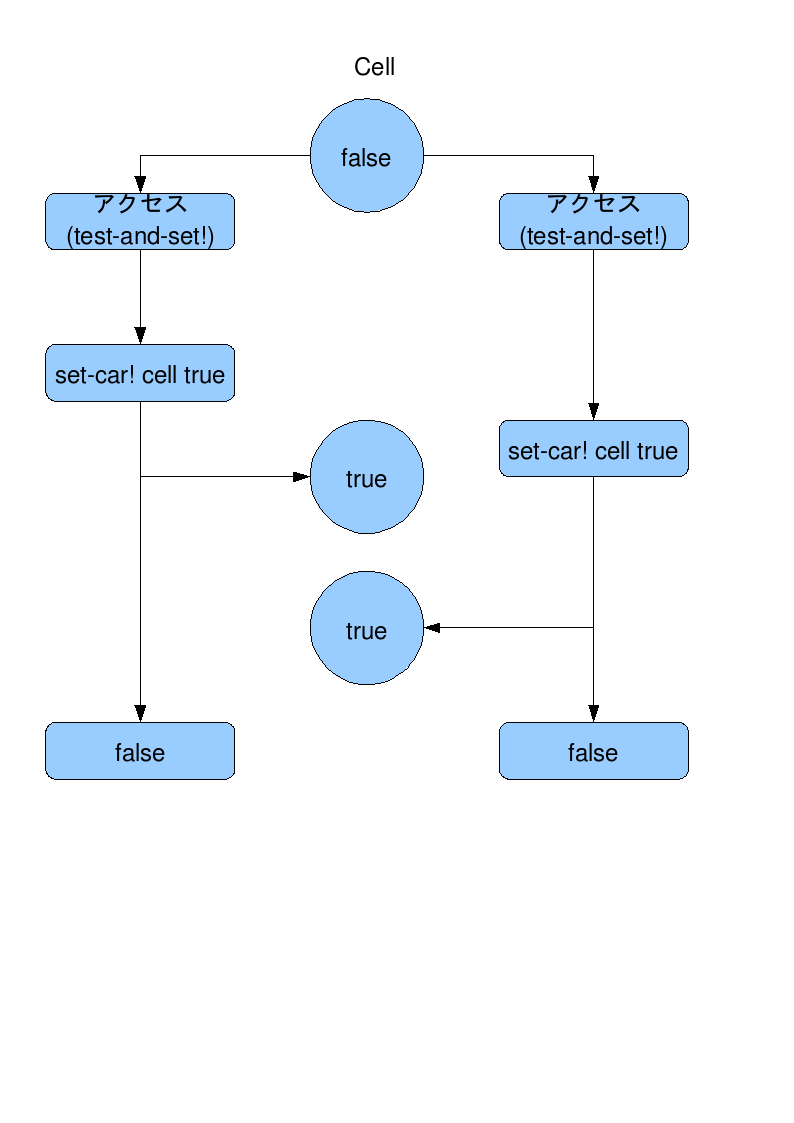 Cell
false
アクセス
(test-and-set!)
アクセス
(test-and-set!)
set-car! cell true
set-car! cell true
true
true
false
false